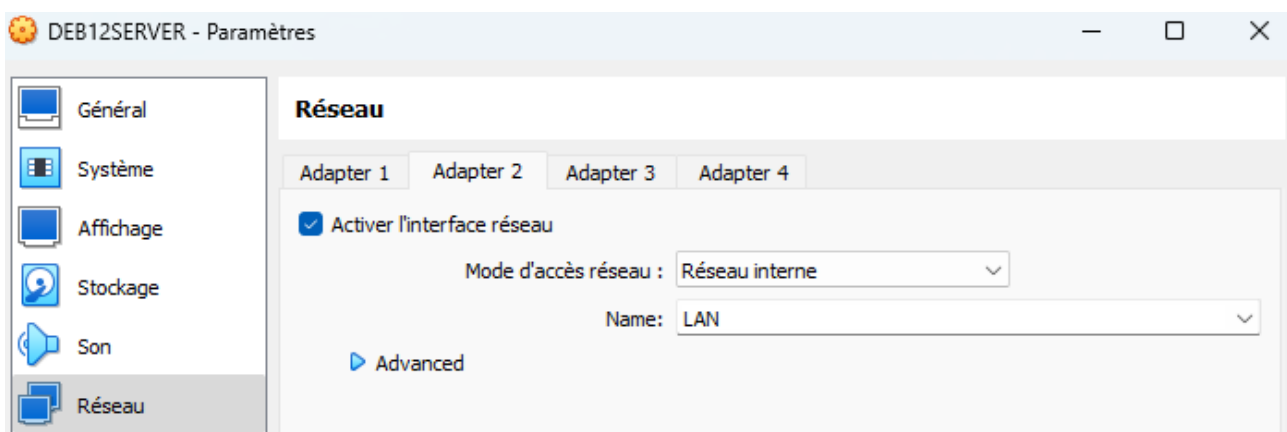 DEB12SERVER - Paramètres
Général
Système
Affichage
Stockage
Son
Réseau
Réseau
Adapter 1 Adapter 2 Adapter 3 Adapter 4
Activer l'interface réseau
Mode d'accès réseau : Réseau interne
Name: LAN
Advanced